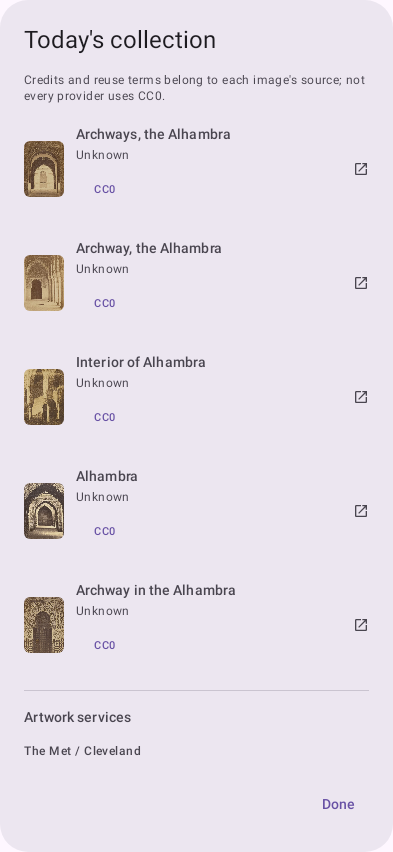 Today's collection
Credits and reuse terms belong to each image's source; not
every provider uses CC0.
Archways, the Alhambra
Unknown
CC0
Archway, the Alhambra
Unknown
CC0
Interior of Alhambra
Unknown
CC0
Alhambra
Unknown
CC0
Archway in the Alhambra
Unknown
CC0
Artwork services
The Met / Cleveland
Done